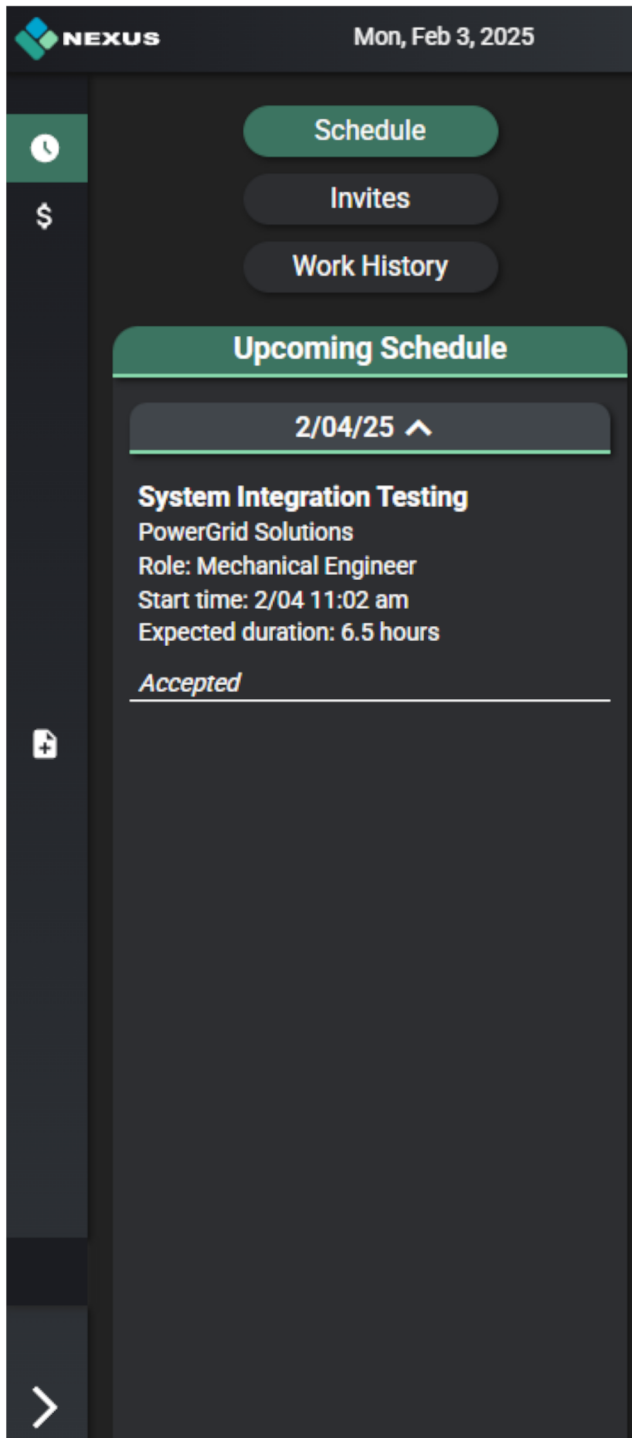 NEXUS
Mon, Feb 3, 2025
Schedule
$
Invites
Work History
Upcoming Schedule
2/04/25
System Integration Testing
PowerGrid Solutions
Role: Mechanical Engineer
Start time: 2/04 11:02 am
Expected duration: 6.5 hours
Accepted